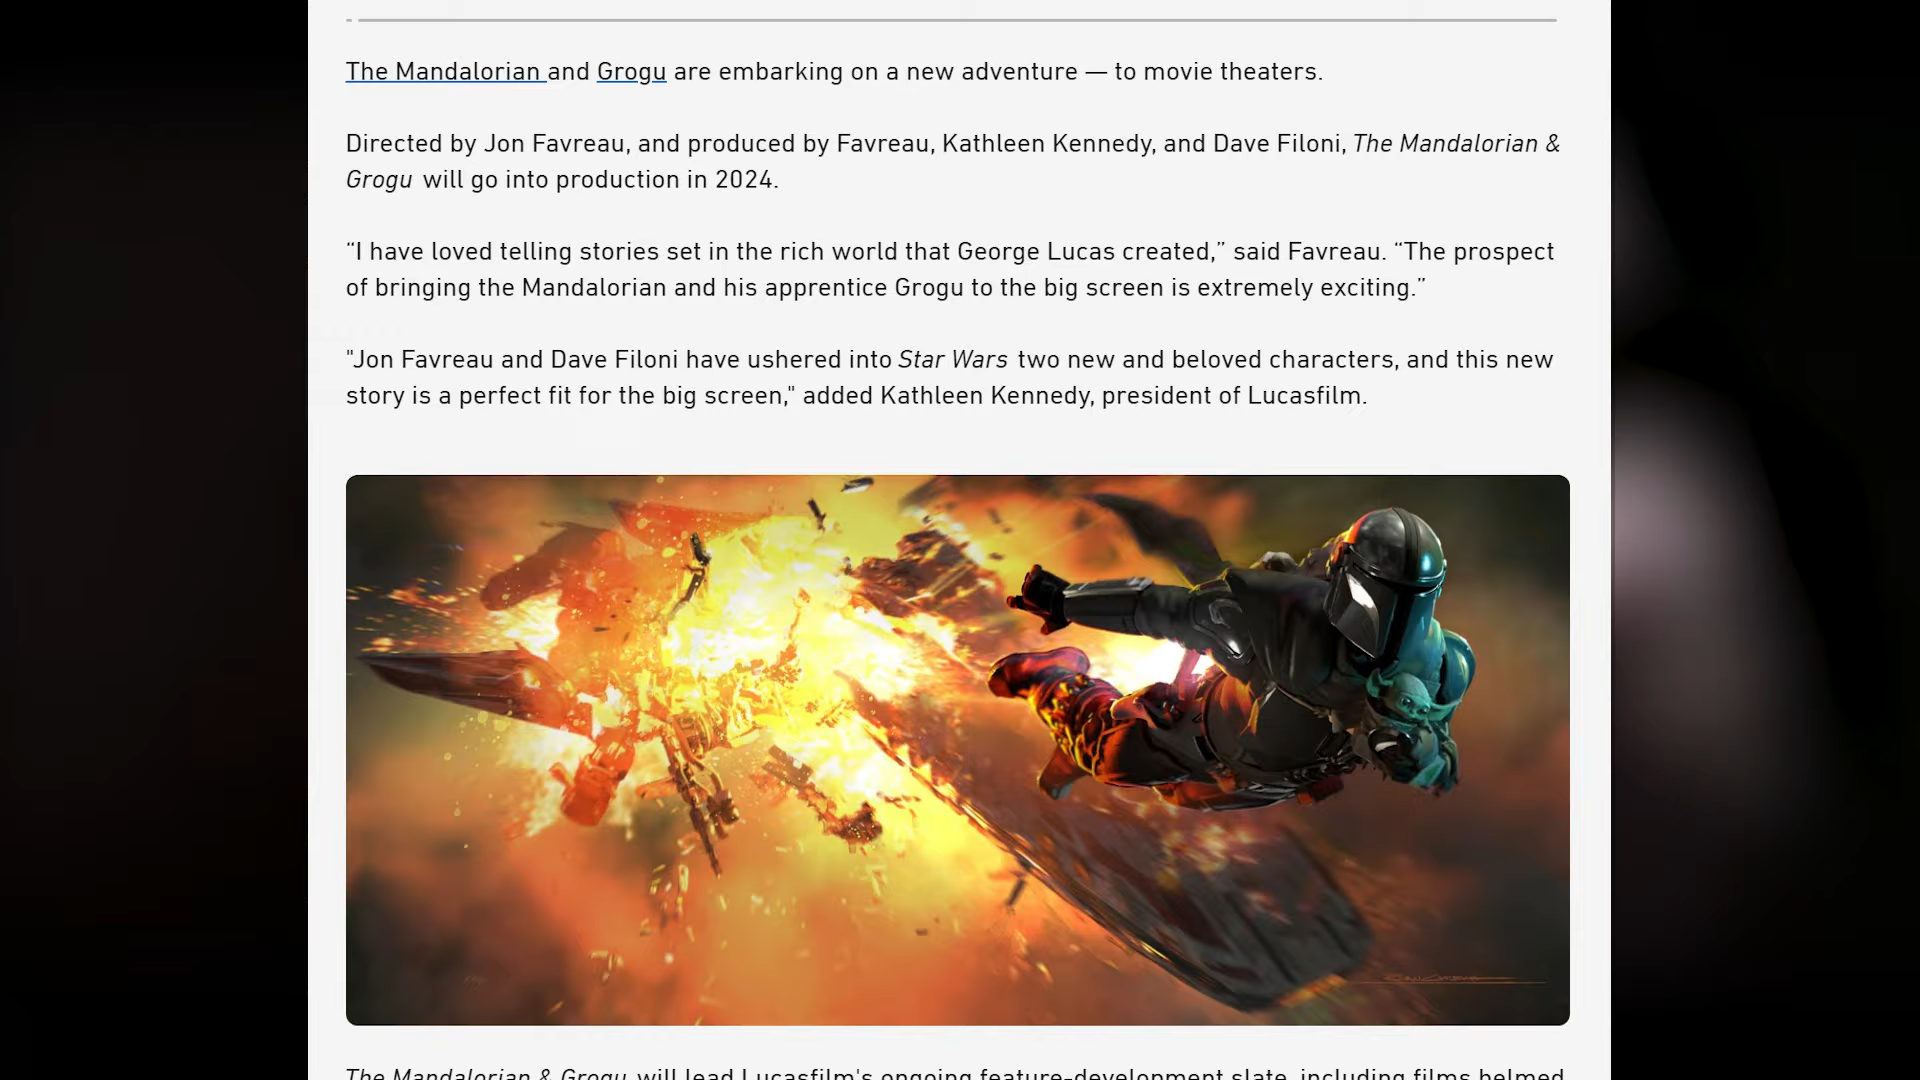 The Mandalorian and Grogu are embarking on a new adventure — to movie theaters.
Directed by Jon Favreau, and produced by Favreau, Kathleen Kennedy, and Dave Filoni, The Mandalorian &
Grogu will go into production in 2024.
“I have loved telling stories set in the rich world that George Lucas created,” said Favreau. “The prospect
of bringing the Mandalorian and his apprentice Grogu to the big screen is extremely exciting.”
"Jon Favreau and Dave Filoni have ushered into Star Wars two new and beloved characters, and this new
story is a perfect fit for the big screen," added Kathleen Kennedy, president of Lucasfilm.
The Mandalorian & Grogu will lead Lucasfilm's ongoing feature-development slate, including films helmed